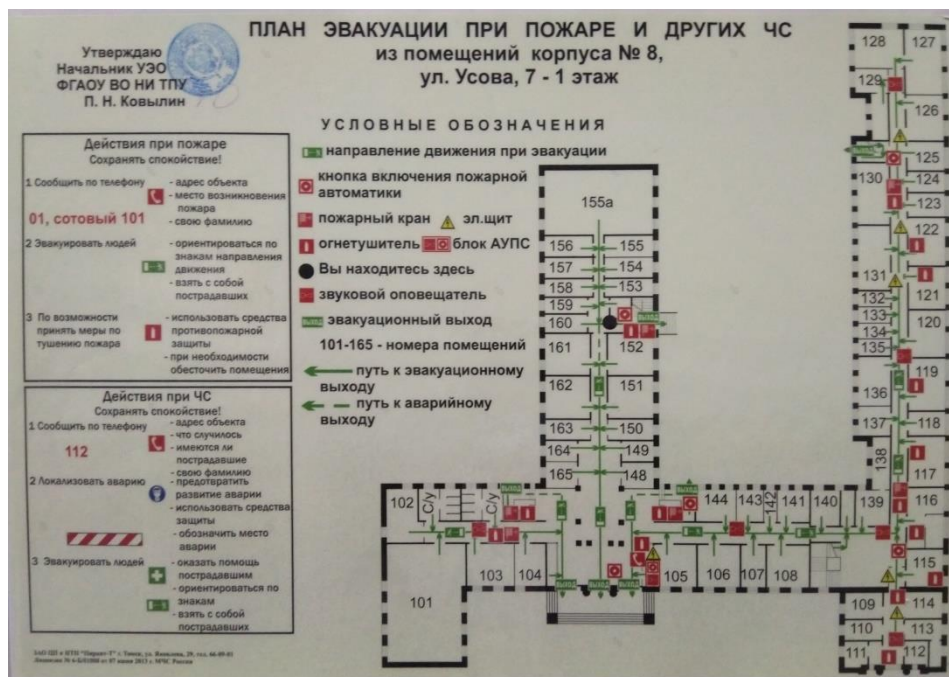 ПЛАН ЭВАКУАЦИИ ПРИ ПОЖАРЕ И ДРУГИХ ЧС
из помещений корпуса № 8,
ул. Усова, 7 - 1 этаж
Утверждаю
Начальник УЭО
ФГАОУ ВО НИ ТПУ
П. Н. Ковылин
Действия при пожаре
Сохранять спокойствие!
1 Сообщить по телефону
01, сотовый 101
- адрес объекта
- место возникновения
пожара
- свою фамилию
2 Эвакуировать людей
- ориентироваться по
знакам направления
движения
- взять с собой
пострадавших
3 По возможности
принять меры по
тушению пожара
- использовать средства
противопожарной
защиты
- при необходимости
обесточить помещения
Действия при ЧС
Сохранять спокойствие!
1 Сообщить по телефону
112
- адрес объекта
- что случилось
- имеются ли
пострадавшие
- свою фамилию
2 Локализовать аварию
- предотвратить
развитие аварии
- использовать средства
защиты
- обозначить место
аварии
3 Эвакуировать людей
- оказать помощь
пострадавшим
- ориентироваться по
знакам
- взять с собой
пострадавших
УСЛОВНЫЕ ОБОЗНАЧЕНИЯ
направление движения при эвакуации
кнопка включения пожарной
автоматики
пожарный кран эл.щит
огнетушитель блок АУПС
Вы находитесь здесь
звуковой оповещатель
ВЫХОД эвакуационный выход
101-165 - номера помещений
путь к эвакуационному
выходу
путь к аварийному
выходу
155а
156 155
157 154
158 153
159
160 ВЫХОД
161 152
162 151
163 150
164 149
165 148
128 127
129
126
125
130 124
123
122
131
121
132
133
134 120
135
119
136
137 118
138
117
116
115
102 С/у С/у ВЫХОД
ВЫХОД 144 143 142 141 140 139
101 103 104
ВЫХОД ВЫХОД ВЫХОД
105 106 107 108
109 114
110 113
111 112